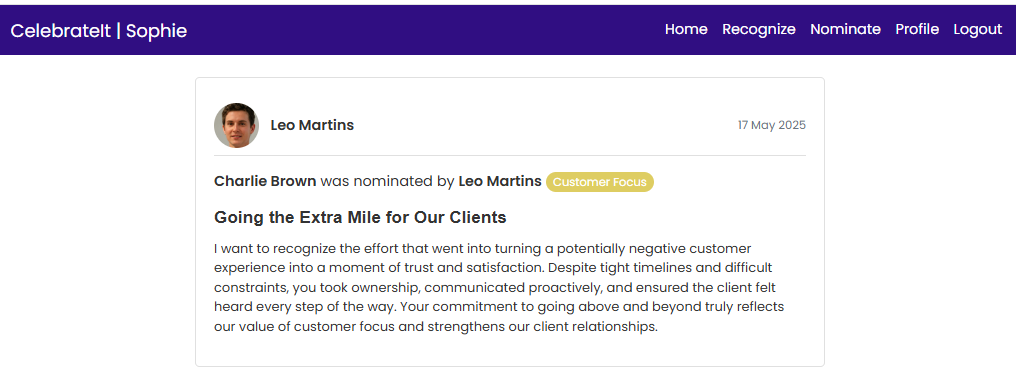 CelebrateIt | Sophie
Home Recognize Nominate Profile Logout
Leo Martins
17 May 2025
Charlie Brown was nominated by Leo Martins Customer Focus
Going the Extra Mile for Our Clients
I want to recognize the effort that went into turning a potentially negative customer
experience into a moment of trust and satisfaction. Despite tight timelines and difficult
constraints, you took ownership, communicated proactively, and ensured the client felt
heard every step of the way. Your commitment to going above and beyond truly reflects
our value of customer focus and strengthens our client relationships.